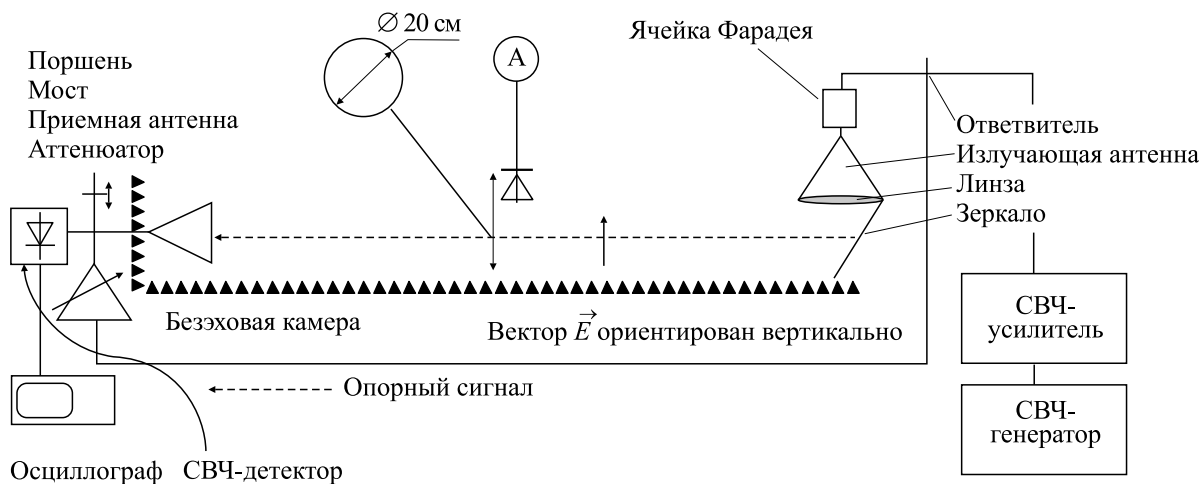 ∅ 20 см
А
Ячейка Фарадея
Поршень
Мост
Приемная антенна
Аттенюатор
Ответвитель
Излучающая антенна
Линза
Зеркало
Безэховая камера
Вектор E⃗ ориентирован вертикально
СВЧ-
усилитель
Опорный сигнал
СВЧ-
генератор
Осциллограф
СВЧ-детектор